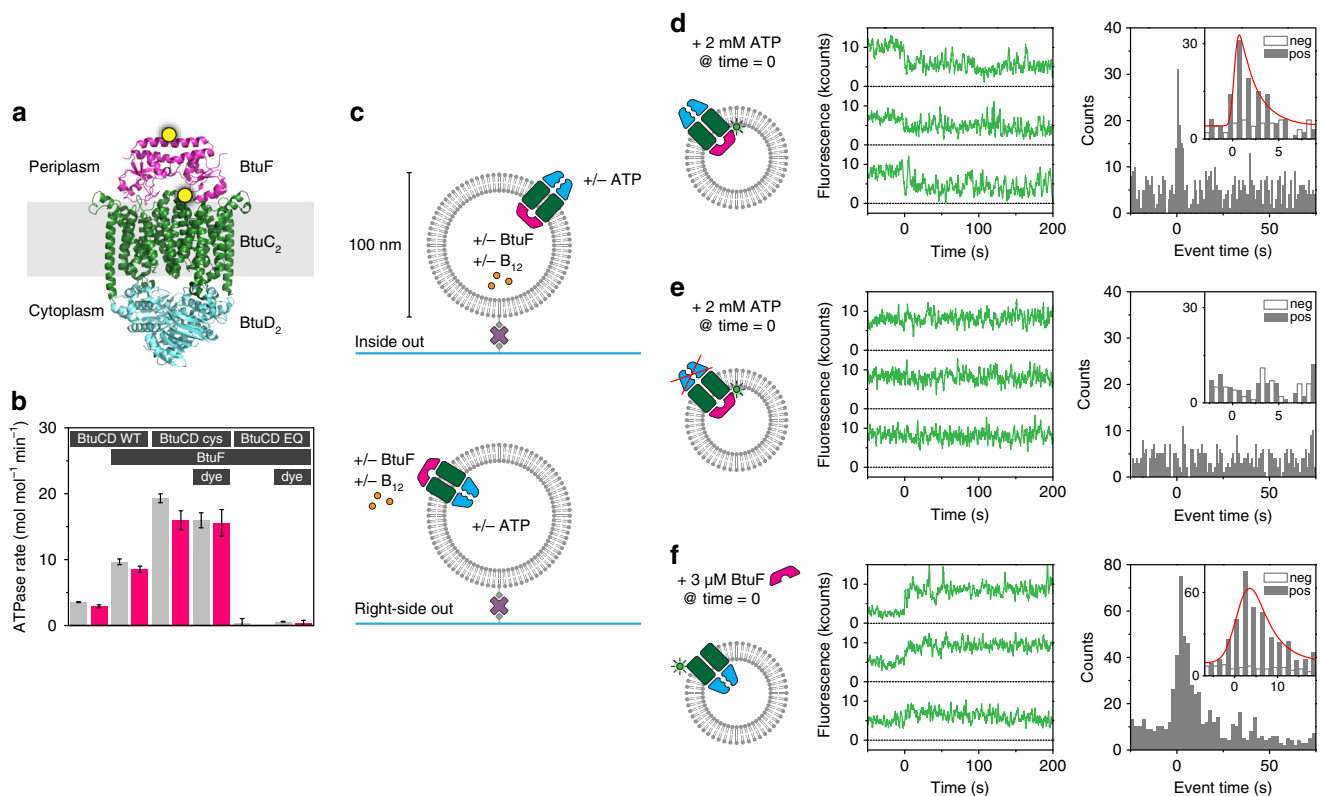 a
Periplasm
BtuF
BtuC2
Cytoplasm
BtuD2
b
ATPase rate (mol mol⁻¹ min⁻¹)
30
20
10
0
BtuCD WT
BtuCD cys
BtuCD EQ
BtuF
dye
dye
c
+/– ATP
100 nm
+/– BtuF
+/– B12
Inside out
+/– BtuF
+/– B12
+/– ATP
Right-side out
d
+ 2 mM ATP
@ time = 0
Fluorescence (kcounts)
10
0
10
0
10
0
0 100 200
Time (s)
Counts
40
30
20
10
0
0 50
Event time (s)
30
0
0 5
neg
pos
e
+ 2 mM ATP
@ time = 0
Fluorescence (kcounts)
10
0
10
0
10
0
0 100 200
Time (s)
Counts
40
30
20
10
0
0 50
Event time (s)
30
0
0 5
neg
pos
f
+ 3 µM BtuF
@ time = 0
Fluorescence (kcounts)
10
0
10
0
10
0
0 100 200
Time (s)
Counts
80
60
40
20
0
0 50
Event time (s)
60
0
0 10
neg
pos